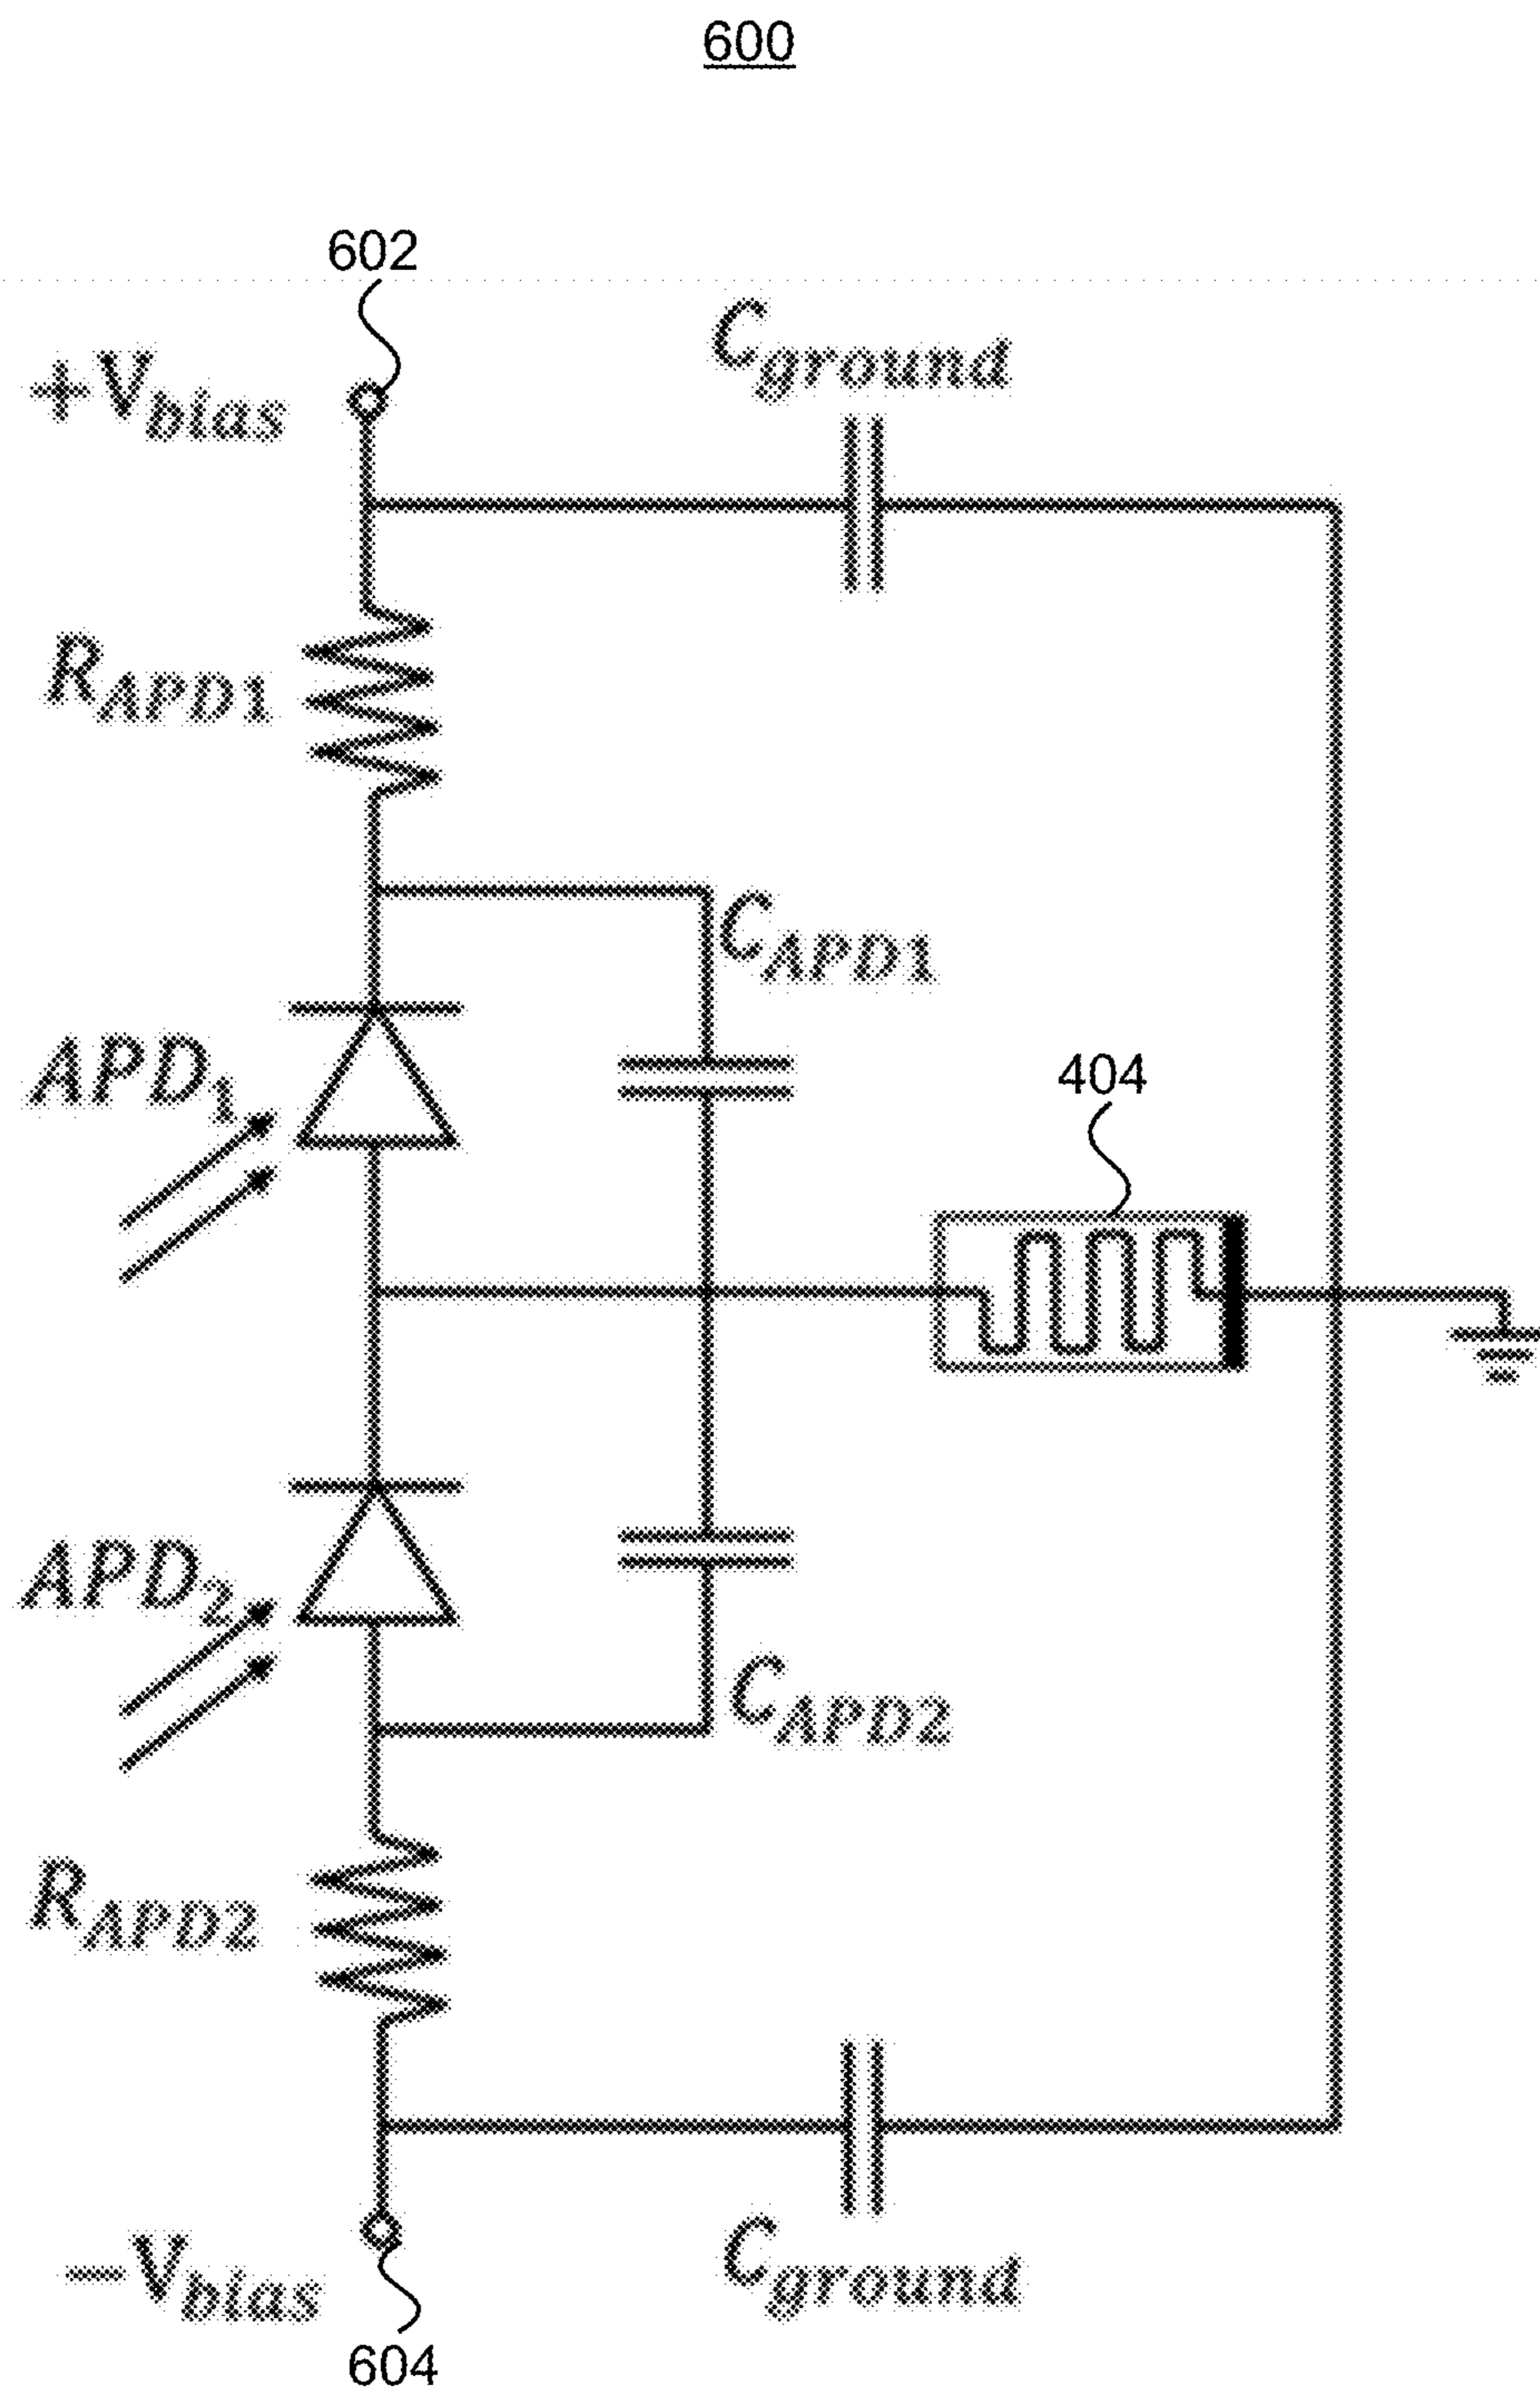 600
602
+Vbias
Cground
RAPD1
CAPD1
APD1
404
APD2
CAPD2
RAPD2
−Vbias
Cground
604